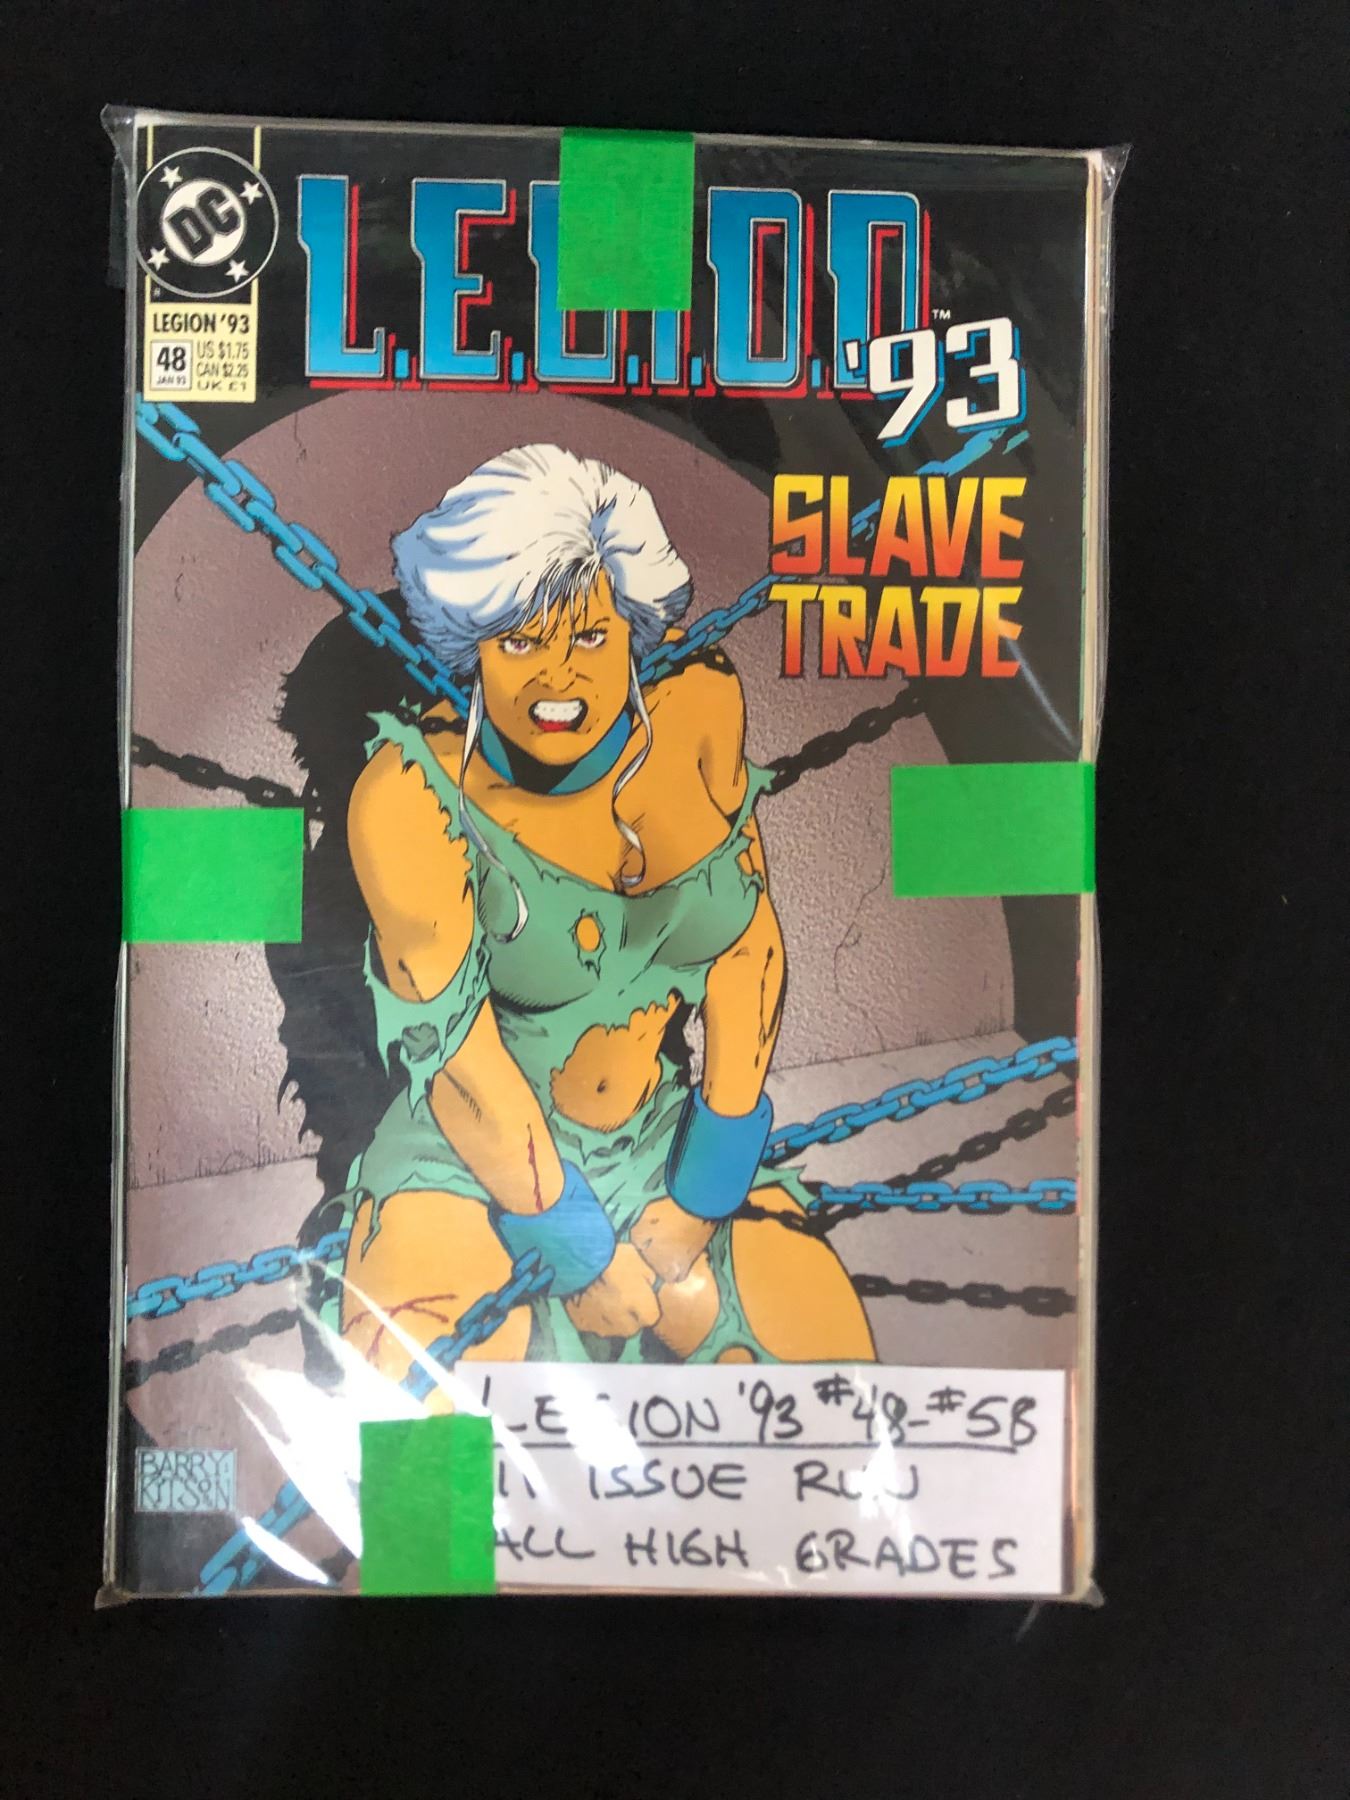 DC
L.E.G.I.O.N.™
'93
LEGION '93
48
JAN 93
US $1.75
CAN $2.25
UK £1
SLAVE
TRADE
BARRY
KITSON
LEGION '93 #48-#58
11 ISSUE RUN
ALL HIGH GRADES